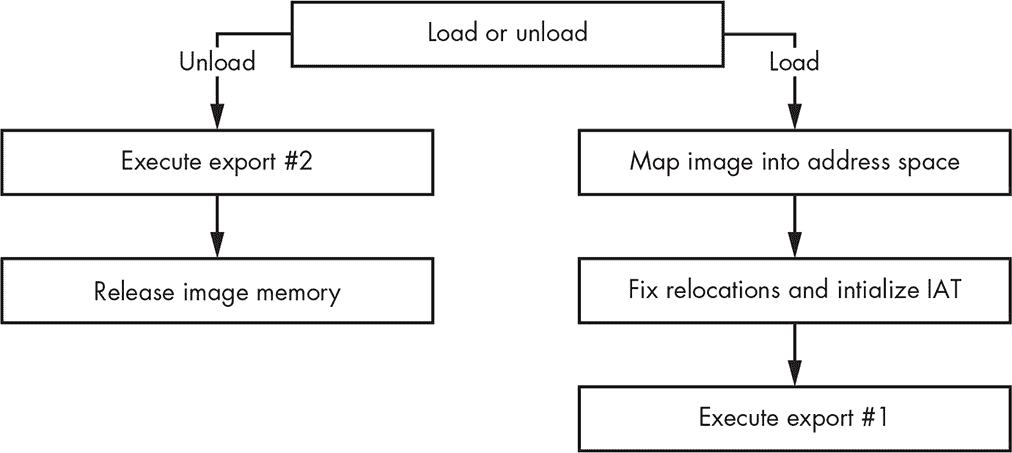 Load or unload
Unload
Load
Execute export #2
Map image into address space
Release image memory
Fix relocations and intialize IAT
Execute export #1